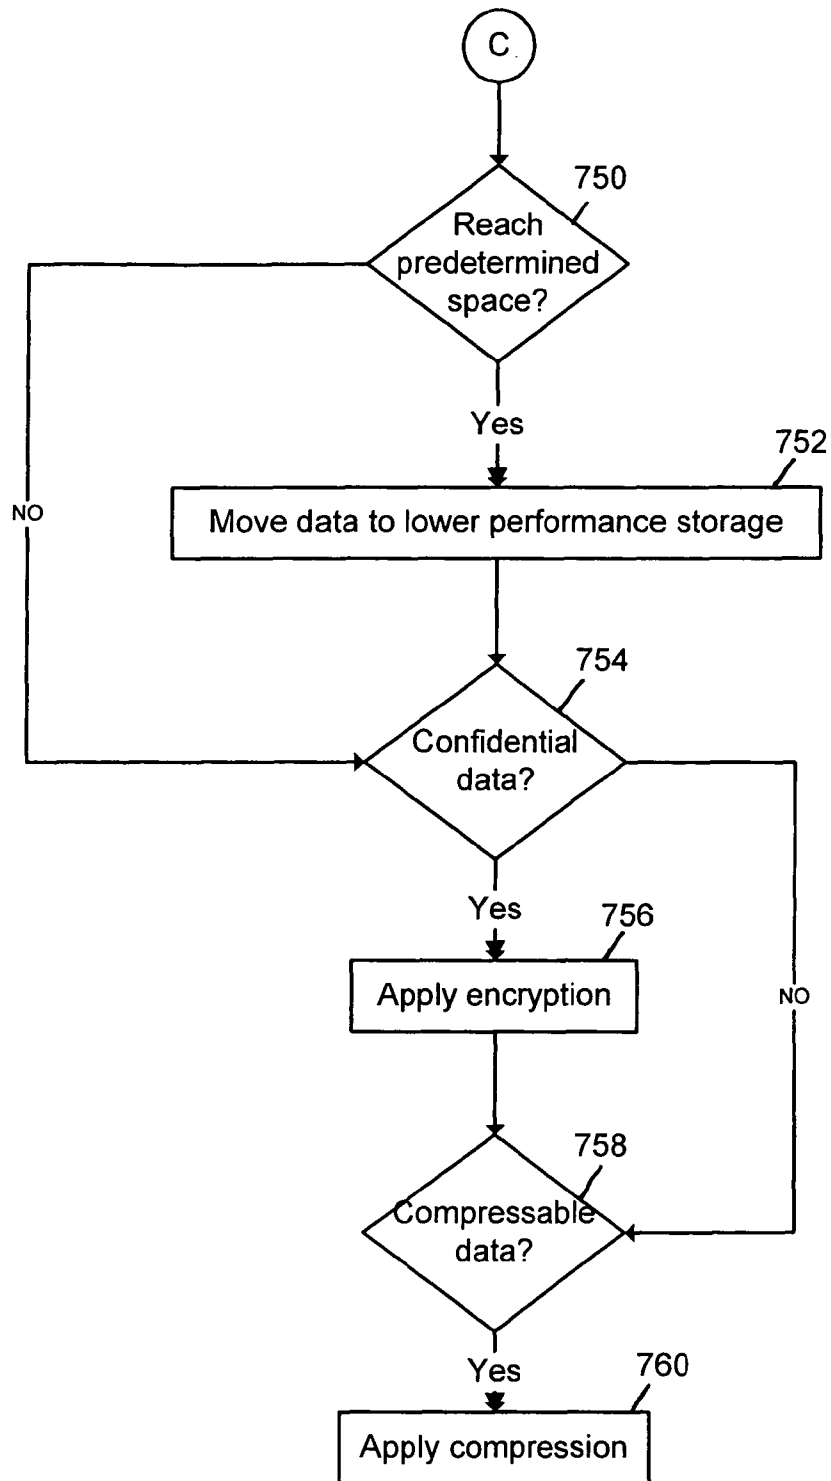 C
750
Reach
predetermined
space?
Yes
752
NO
Move data to lower performance storage
754
Confidential
data?
Yes
756
Apply encryption
NO
758
Compressable
data?
Yes
760
Apply compression